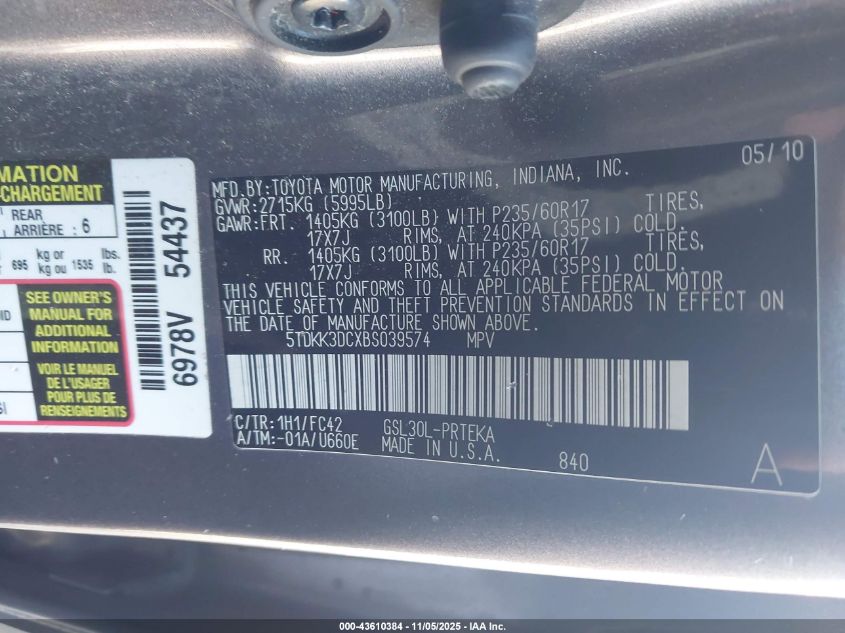 MATION
-CHARGEMENT
REAR
ARRIÈRE : 6
695 kg or kg ou 1535 lbs. lb.
SEE OWNER'S
MANUAL FOR
ADDITIONAL
INFORMATION
VOIR LE MANUEL
DE L'USAGER
POUR PLUS DE
RENSEIGNEMENTS
6978V 54437
05/10
MFD.BY:TOYOTA MOTOR MANUFACTURING, INDIANA, INC.
GVWR:2715KG (5995LB)
GAWR:FRT. 1405KG (3100LB) WITH P235/60R17 TIRES,
17X7J RIMS, AT 240KPA (35PSI) COLD.
RR. 1405KG (3100LB) WITH P235/60R17 TIRES,
17X7J RIMS, AT 240KPA (35PSI) COLD.
THIS VEHICLE CONFORMS TO ALL APPLICABLE FEDERAL MOTOR
VEHICLE SAFETY AND THEFT PREVENTION STANDARDS IN EFFECT ON
THE DATE OF MANUFACTURE SHOWN ABOVE.
5TDKK3DCXBS039574 MPV
C/TR: 1H1/FC42 GSL30L-PRTEKA
A/TM:-01A/U660E MADE IN U.S.A. 840
A
000-43610384 - 11/05/2025 - IAA Inc.